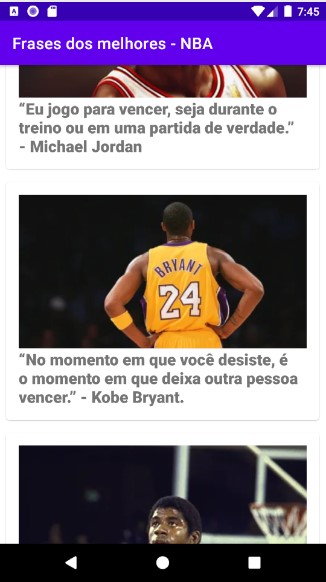 7:45
Frases dos melhores - NBA
“Eu jogo para vencer, seja durante o
treino ou em uma partida de verdade.”
- Michael Jordan
BRYANT
24
“No momento em que você desiste, é
o momento em que deixa outra pessoa
vencer.” - Kobe Bryant.